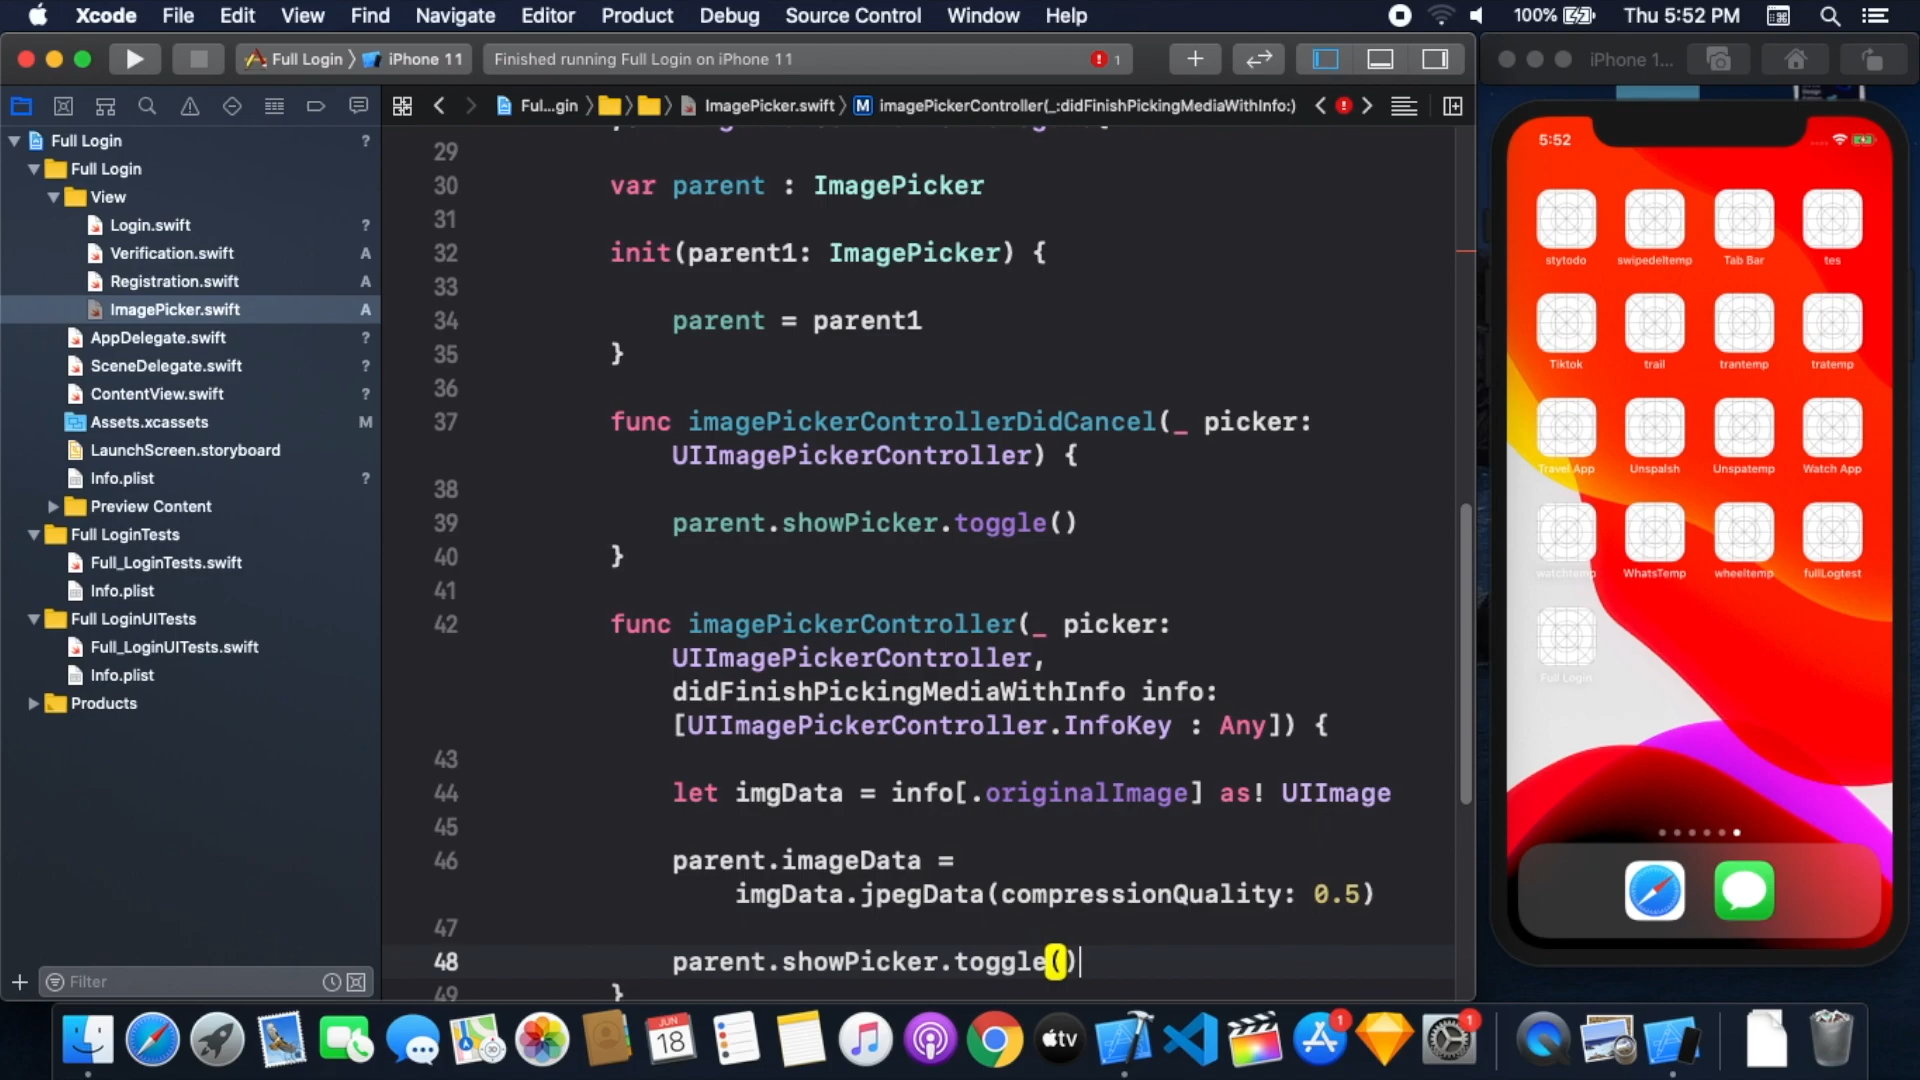 Xcode File Edit View Find Navigate Editor Product Debug Source Control Window Help 100% Thu 5:52 PM
Full Login iPhone 11 Finished running Full Login on iPhone 11 1 iPhone 1...
Ful...gin ImagePicker.swift M imagePickerController(_:didFinishPickingMediaWithInfo:)
Full Login ?
Full Login
View
Login.swift ?
Verification.swift A
Registration.swift A
ImagePicker.swift A
AppDelegate.swift ?
SceneDelegate.swift ?
ContentView.swift ?
Assets.xcassets M
LaunchScreen.storyboard
Info.plist ?
Preview Content
Full LoginTests
Full_LoginTests.swift
Info.plist
Full LoginUITests
Full_LoginUITests.swift
Info.plist
Products
Filter
29
30 var parent : ImagePicker
31
32 init(parent1: ImagePicker) {
33
34 parent = parent1
35 }
36
37 func imagePickerControllerDidCancel(_ picker:
UIImagePickerController) {
38
39 parent.showPicker.toggle()
40 }
41
42 func imagePickerController(_ picker:
UIImagePickerController,
didFinishPickingMediaWithInfo info:
[UIImagePickerController.InfoKey : Any]) {
43
44 let imgData = info[.originalImage] as! UIImage
45
46 parent.imageData =
imgData.jpegData(compressionQuality: 0.5)
47
48 parent.showPicker.toggle()
49 }
5:52
stytodo swipedeltemp Tab Bar tes
Tiktok trail trantemp tratemp
Travel App Unspalsh Unspatemp Watch App
watchtemp WhatsTemp wheeltemp fullLogtest
Full Login
JUN
18
tv
1
1